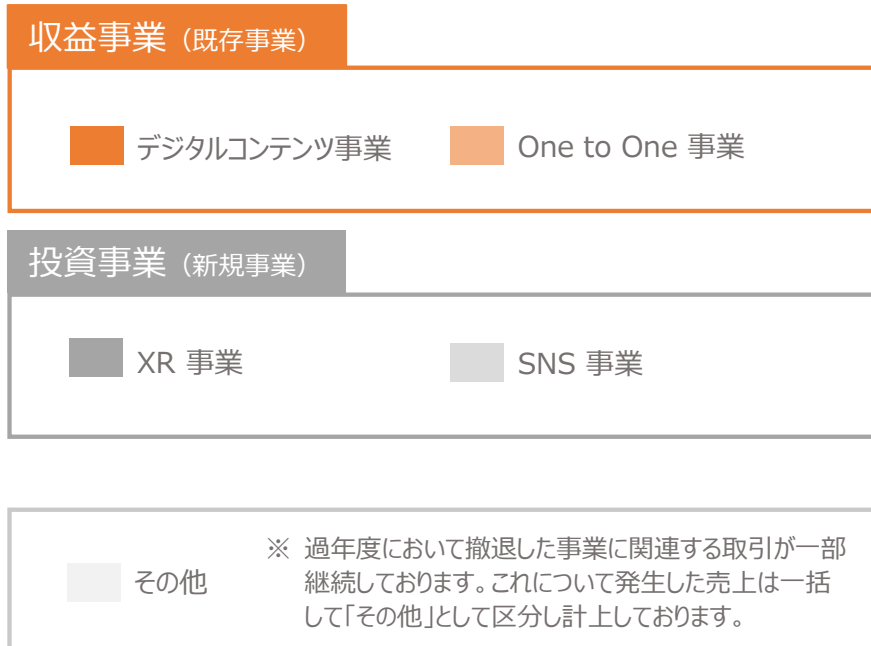 収益事業（既存事業）
デジタルコンテンツ事業
One to One 事業
投資事業（新規事業）
XR 事業
SNS 事業
その他
※ 過年度において撤退した事業に関連する取引が一部
継続しております。これについて発生した売上は一括
して「その他」として区分し計上しております。